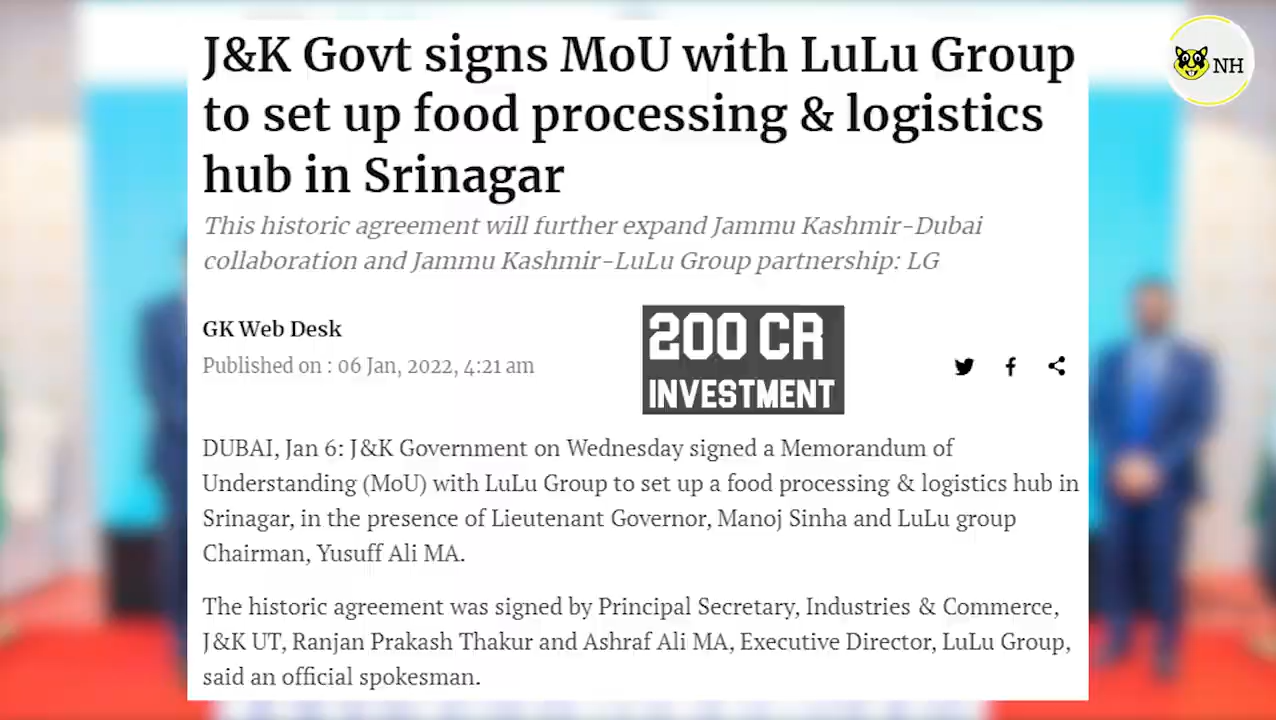 J&K Govt signs MoU with LuLu Group
to set up food processing & logistics
hub in Srinagar
NH
This historic agreement will further expand Jammu Kashmir-Dubai
collaboration and Jammu Kashmir-LuLu Group partnership: LG
GK Web Desk
Published on : 06 Jan, 2022, 4:21 am
200 CR
INVESTMENT
DUBAI, Jan 6: J&K Government on Wednesday signed a Memorandum of
Understanding (MoU) with LuLu Group to set up a food processing & logistics hub in
Srinagar, in the presence of Lieutenant Governor, Manoj Sinha and LuLu group
Chairman, Yusuff Ali MA.
The historic agreement was signed by Principal Secretary, Industries & Commerce,
J&K UT, Ranjan Prakash Thakur and Ashraf Ali MA, Executive Director, LuLu Group,
said an official spokesman.